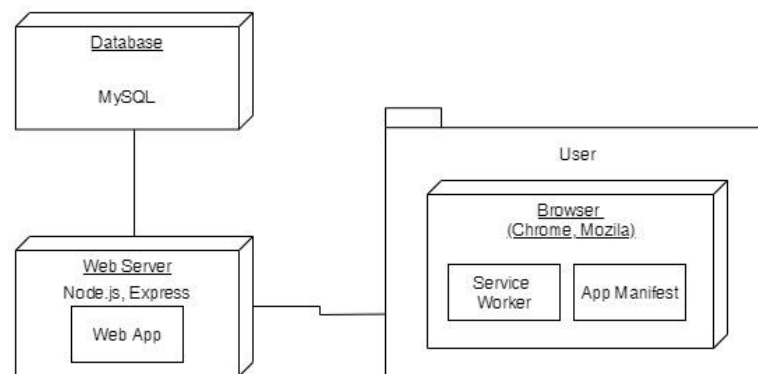 Database
MySQL
User
Browser
(Chrome, Mozila)
Service
Worker
App Manifest
Web Server
Node.js, Express
Web App